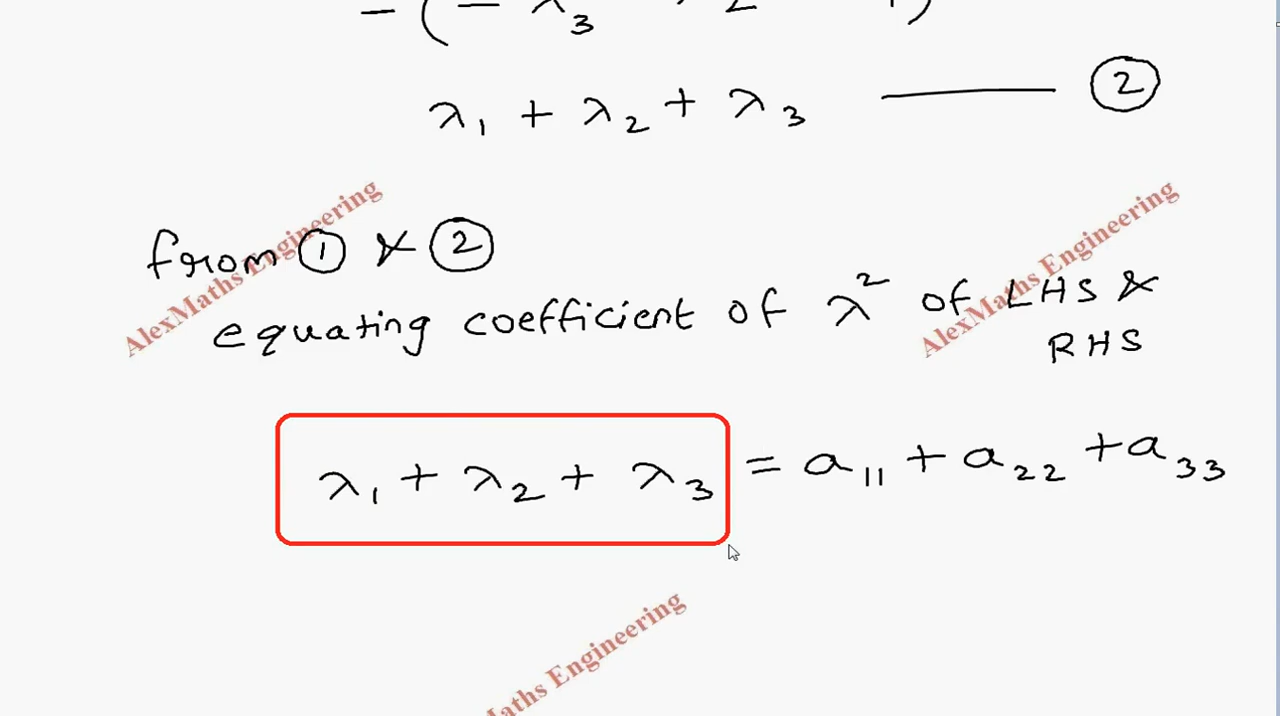 λ₁ + λ₂ + λ₃ ——— ②
from ① & ②
equating coefficient of λ² of LHS &
RHS
λ₁ + λ₂ + λ₃ = a₁₁ + a₂₂ + a₃₃
AlexMaths Engineering
AlexMaths Engineering
Maths Engineering